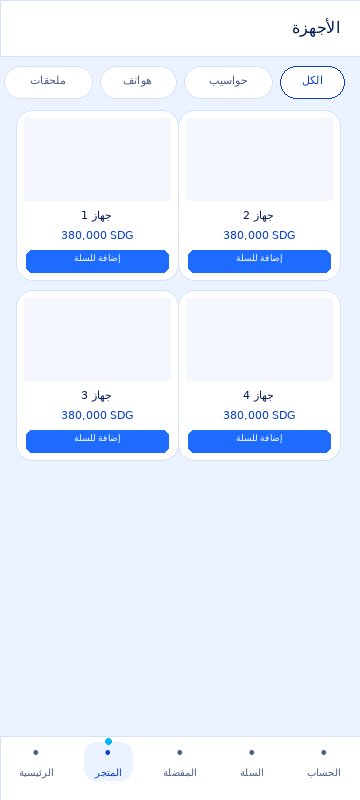 الأجهزة
الكل
حواسيب
هواتف
ملحقات
جهاز 2
380,000 SDG
إضافة للسلة
جهاز 1
380,000 SDG
إضافة للسلة
جهاز 4
380,000 SDG
إضافة للسلة
جهاز 3
380,000 SDG
إضافة للسلة
الحساب
السلة
المفضلة
المتجر
الرئيسية